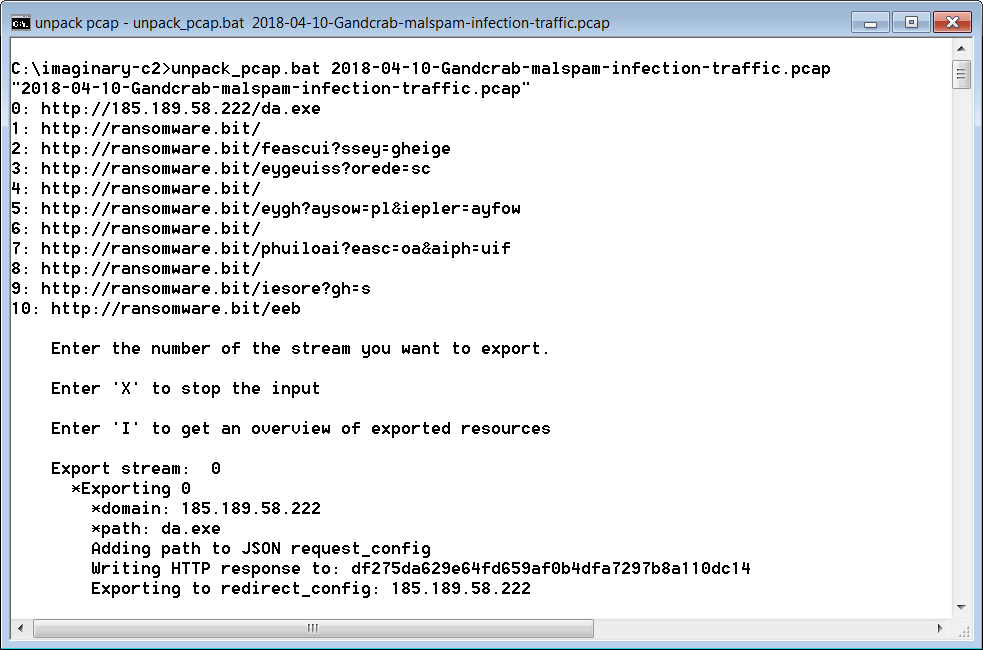 unpack pcap - unpack_pcap.bat  2018-04-10-Gandcrab-malspam-infection-traffic.pcap
C:\imaginary-c2>unpack_pcap.bat 2018-04-10-Gandcrab-malspam-infection-traffic.pcap
"2018-04-10-Gandcrab-malspam-infection-traffic.pcap"
0: http://185.189.58.222/da.exe
1: http://ransomware.bit/
2: http://ransomware.bit/feascui?ssey=gheige
3: http://ransomware.bit/eygeuiss?orede=sc
4: http://ransomware.bit/
5: http://ransomware.bit/eygh?aysow=pl&iepler=ayfow
6: http://ransomware.bit/
7: http://ransomware.bit/phuiloai?easc=oa&aiph=uif
8: http://ransomware.bit/
9: http://ransomware.bit/iesore?gh=s
10: http://ransomware.bit/eeb
Enter the number of the stream you want to export.
Enter 'X' to stop the input
Enter 'I' to get an overview of exported resources
Export stream:  0
*Exporting 0
*domain: 185.189.58.222
*path: da.exe
Adding path to JSON request_config
Writing HTTP response to: df275da629e64fd659af0b4dfa7297b8a110dc14
Exporting to redirect_config: 185.189.58.222